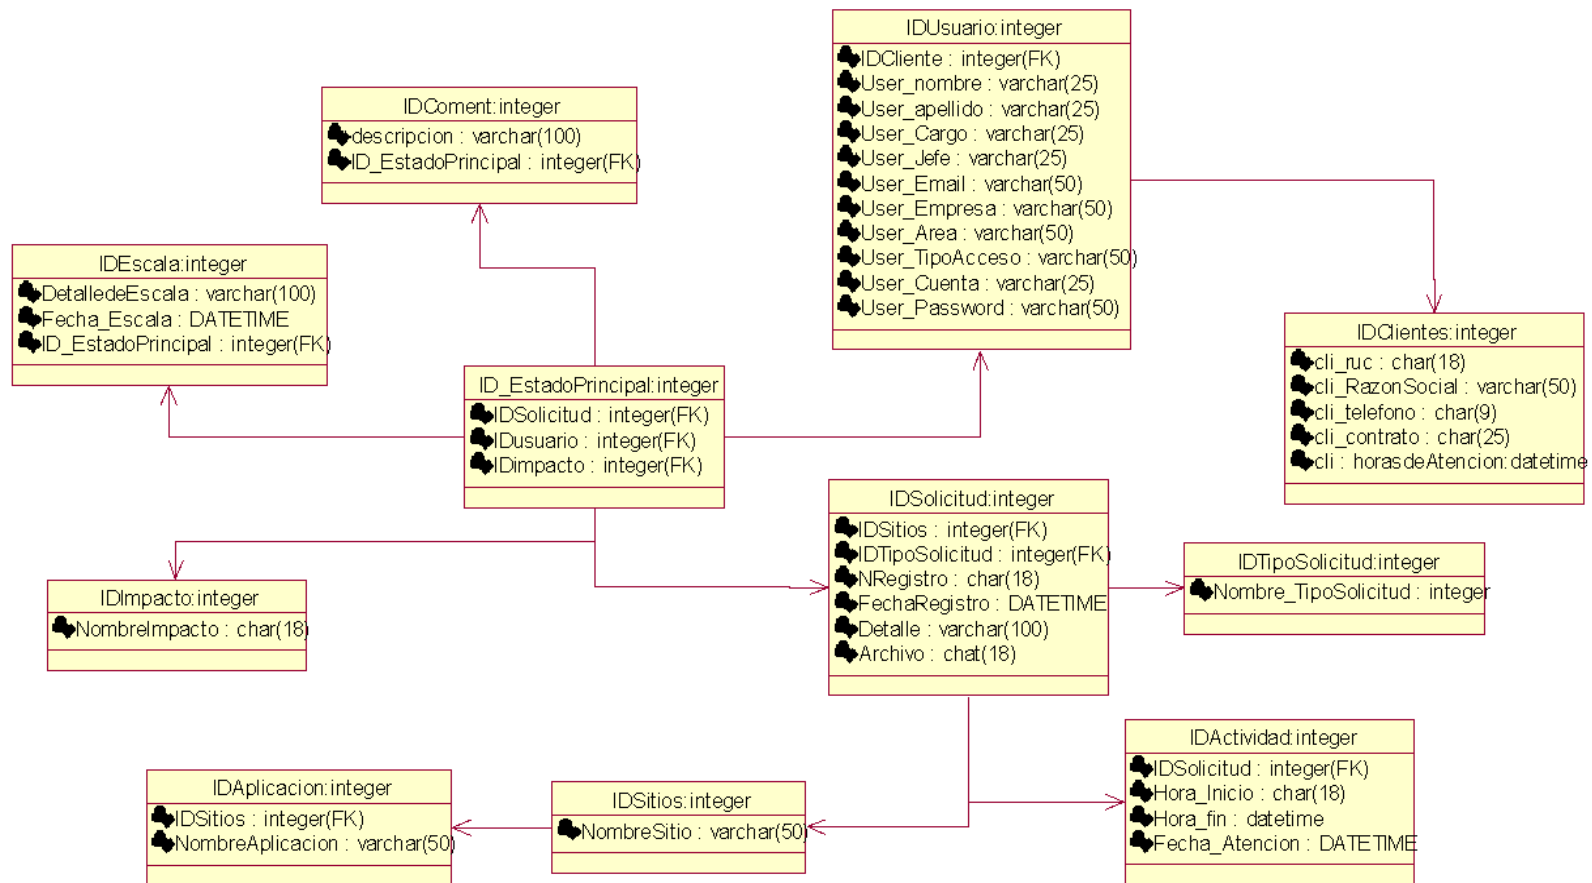 IDUsuario:integer
IDCliente : integer(FK)
User_nombre : varchar(25)
User_apellido : varchar(25)
User_Cargo : varchar(25)
User_Jefe : varchar(25)
User_Email : varchar(50)
User_Empresa : varchar(50)
User_Area : varchar(50)
User_TipoAcceso : varchar(50)
User_Cuenta : varchar(25)
User_Password : varchar(50)
IDComent:integer
descripcion : varchar(100)
ID_EstadoPrincipal : integer(FK)
IDEscala:integer
DetalledeEscala : varchar(100)
Fecha_Escala : DATETIME
ID_EstadoPrincipal : integer(FK)
IDClientes:integer
cli_ruc : char(18)
cli_RazonSocial : varchar(50)
cli_telefono : char(9)
cli_contrato : char(25)
cli : horasdeAtencion:datetime
ID_EstadoPrincipal:integer
IDSolicitud : integer(FK)
IDusuario : integer(FK)
IDimpacto : integer(FK)
IDSolicitud:integer
IDSitios : integer(FK)
IDTipoSolicitud : integer(FK)
NRegistro : char(18)
FechaRegistro : DATETIME
Detalle : varchar(100)
Archivo : chat(18)
IDTipoSolicitud:integer
Nombre_TipoSolicitud : integer
IDImpacto:integer
NombreImpacto : char(18)
IDActividad:integer
IDSolicitud : integer(FK)
Hora_Inicio : char(18)
Hora_fin : datetime
Fecha_Atencion : DATETIME
IDAplicacion:integer
IDSitios : integer(FK)
NombreAplicacion : varchar(50)
IDSitios:integer
NombreSitio : varchar(50)